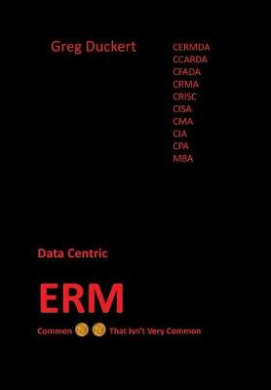 Greg Duckert
CERMDA
CCARDA
CFADA
CRMA
CRISC
CISA
CMA
CIA
CPA
MBA
Data Centric
ERM
Common That Isn't Very Common